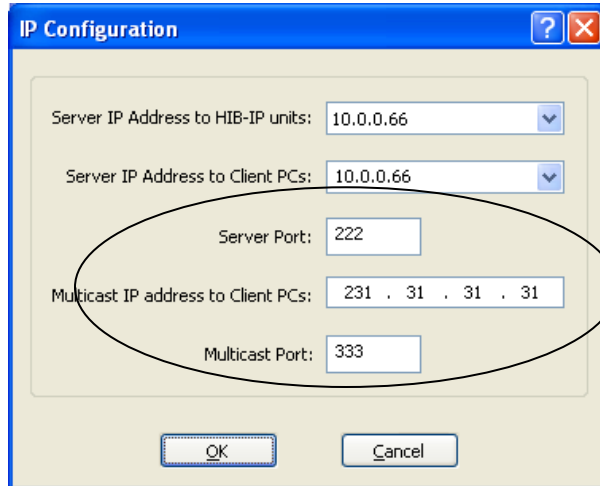 IP Configuration
Server IP Address to HIB-IP units: 10.0.0.66
Server IP Address to Client PCs: 10.0.0.66
Server Port: 222
Multicast IP address to Client PCs: 231 . 31 . 31 . 31
Multicast Port: 333
OK Cancel